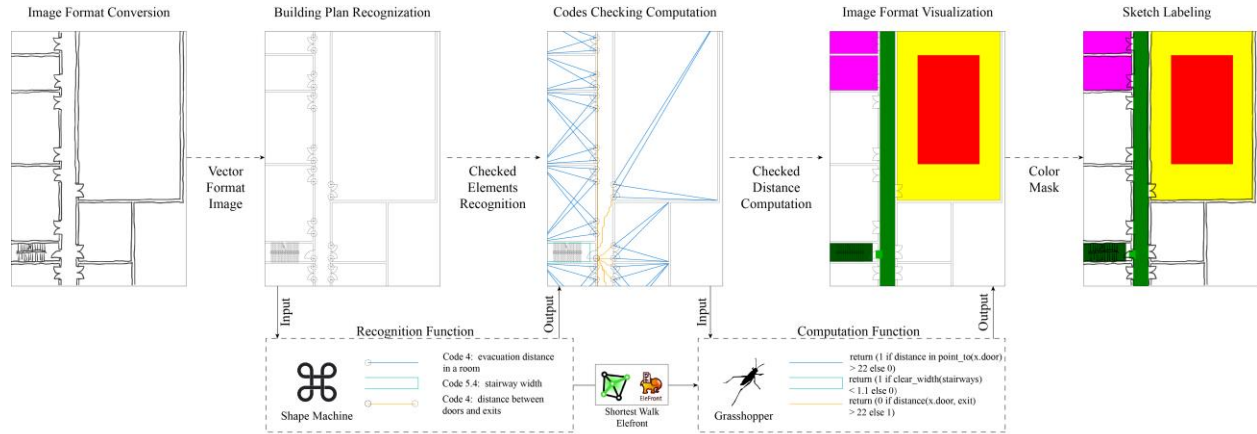 Image Format Conversion
Building Plan Recognization
Codes Checking Computation
Image Format Visualization
Sketch Labeling
Vector
Format
Image
Checked
Elements
Recognition
Checked
Distance
Computation
Color
Mask
Input
Output
Input
Output
Recognition Function
Computation Function
Shape Machine
Code 4: evacuation distance
in a room
Code 5.4: stairway width
Code 4: distance between
doors and exits
EleFront
Shortest Walk
Elefront
Grasshopper
return (1 if distance in point_to(x.door)
> 22 else 0)
return (1 if clear_width(stairways)
< 1.1 else 0)
return (0 if distance(x.door, exit)
> 22 else 1)